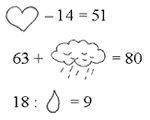 – 14 = 51
63 + = 80
18 : = 9